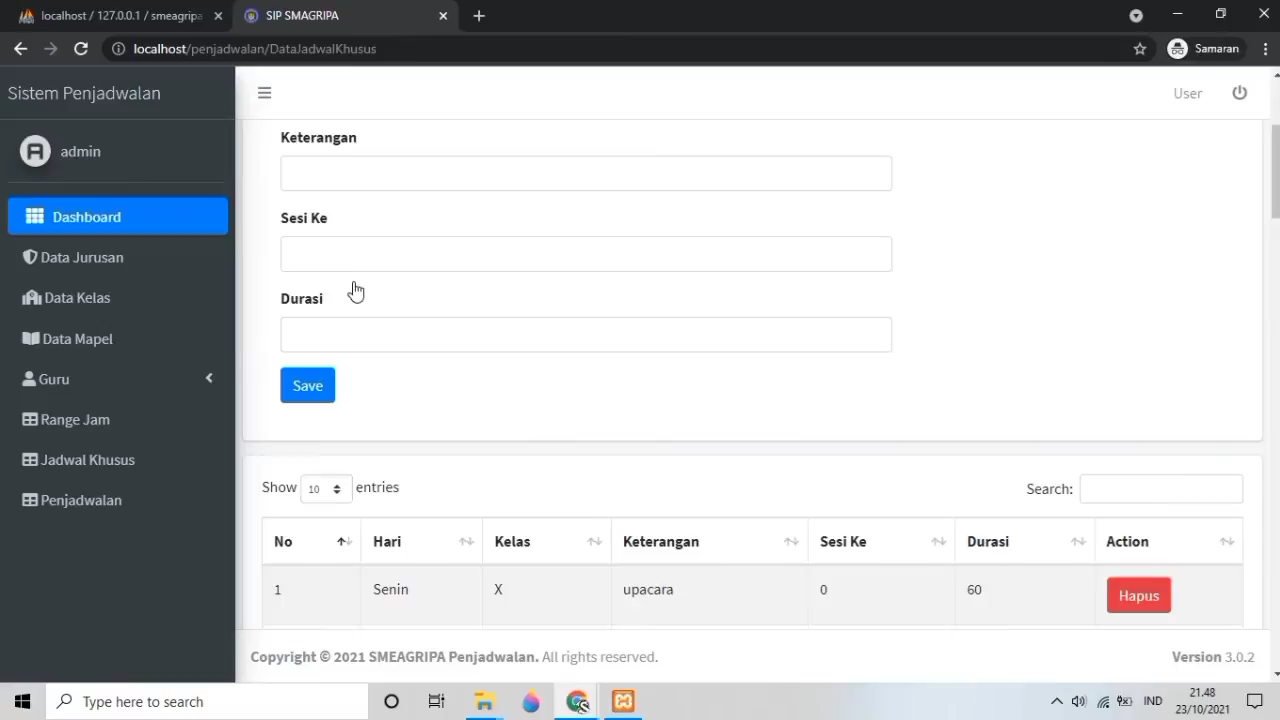 localhost / 127.0.0.1 / smeagripa
SIP SMAGRIPA
localhost/penjadwalan/DataJadwalKhusus
Samaran
Sistem Penjadwalan
User
admin
Dashboard
Data Jurusan
Data Kelas
Data Mapel
Guru
Range Jam
Jadwal Khusus
Penjadwalan
Keterangan
Sesi Ke
Durasi
Save
Show 10 entries
Search:
No Hari Kelas Keterangan Sesi Ke Durasi Action
1 Senin X upacara 0 60 Hapus
Copyright © 2021 SMEAGRIPA Penjadwalan. All rights reserved.
Version 3.0.2
Type here to search
IND
21.48
23/10/2021